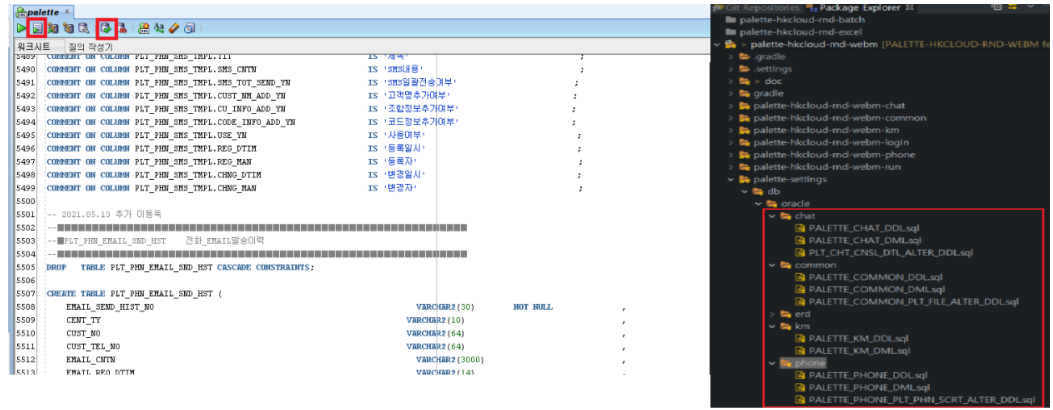 palette
워크시트 질의 작성기
5489 COMMENT ON COLUMN PLT_PHN_SMS_TMPL.TIT IS '제목' ;
5490 COMMENT ON COLUMN PLT_PHN_SMS_TMPL.SMS_CNTN IS 'SMS내용' ;
5491 COMMENT ON COLUMN PLT_PHN_SMS_TMPL.SMS_TOT_SEND_YN IS 'SMS일괄전송여부' ;
5492 COMMENT ON COLUMN PLT_PHN_SMS_TMPL.CUST_NM_ADD_YN IS '고객명추가여부' ;
5493 COMMENT ON COLUMN PLT_PHN_SMS_TMPL.CU_INFO_ADD_YN IS '조합정보추가여부' ;
5494 COMMENT ON COLUMN PLT_PHN_SMS_TMPL.CODE_INFO_ADD_YN IS '코드정보추가여부' ;
5495 COMMENT ON COLUMN PLT_PHN_SMS_TMPL.USE_YN IS '사용여부' ;
5496 COMMENT ON COLUMN PLT_PHN_SMS_TMPL.REG_DTIM IS '등록일시' ;
5497 COMMENT ON COLUMN PLT_PHN_SMS_TMPL.REG_MAN IS '등록자' ;
5498 COMMENT ON COLUMN PLT_PHN_SMS_TMPL.CHNG_DTIM IS '변경일시' ;
5499 COMMENT ON COLUMN PLT_PHN_SMS_TMPL.CHNG_MAN IS '변경자' ;
5500
5501 -- 2021.05.13 추가 이동욱
5502 --■■■■■■■■■■■■■■■■■■■■■■■■■■■■■■■■■■■■■■■■■■■■■■■■■■
5503 --■PLT_PHN_EMAIL_SND_HST 전화_EMAIL발송이력
5504 --■■■■■■■■■■■■■■■■■■■■■■■■■■■■■■■■■■■■■■■■■■■■■■■■■■
5505 DROP TABLE PLT_PHN_EMAIL_SND_HST CASCADE CONSTRAINTS;
5506
5507 CREATE TABLE PLT_PHN_EMAIL_SND_HST (
5508 EMAIL_SEND_HIST_NO VARCHAR2(30) NOT NULL ,
5509 CENT_TY VARCHAR2(10) ,
5510 CUST_NO VARCHAR2(64) ,
5511 CUST_TEL_NO VARCHAR2(64) ,
5512 EMAIL_CNTN VARCHAR2(3000) ,
5513 EMAIL_REQ_DTIM VARCHAR2(14) ,
Git Repositories Package Explorer
palette-hkcloud-rnd-batch
palette-hkcloud-rnd-excel
> palette-hkcloud-rnd-webm [PALETTE-HKCLOUD-RND-WEBM fe
.gradle
.settings
> doc
gradle
palette-hkcloud-rnd-webm-chat
palette-hkcloud-rnd-webm-common
palette-hkcloud-rnd-webm-km
palette-hkcloud-rnd-webm-login
palette-hkcloud-rnd-webm-phone
palette-hkcloud-rnd-webm-run
palette-settings
db
oracle
chat
PALETTE_CHAT_DDL.sql
PALETTE_CHAT_DML.sql
PLT_CHT_CNSL_DTL_ALTER_DDL.sql
common
PALETTE_COMMON_DDL.sql
PALETTE_COMMON_DML.sql
PALETTE_COMMON_PLT_FILE_ALTER_DDL.sql
erd
km
PALETTE_KM_DDL.sql
PALETTE_KM_DML.sql
phone
PALETTE_PHONE_DDL.sql
PALETTE_PHONE_DML.sql
PALETTE_PHONE_PLT_PHN_SCRT_ALTER_DDL.sql